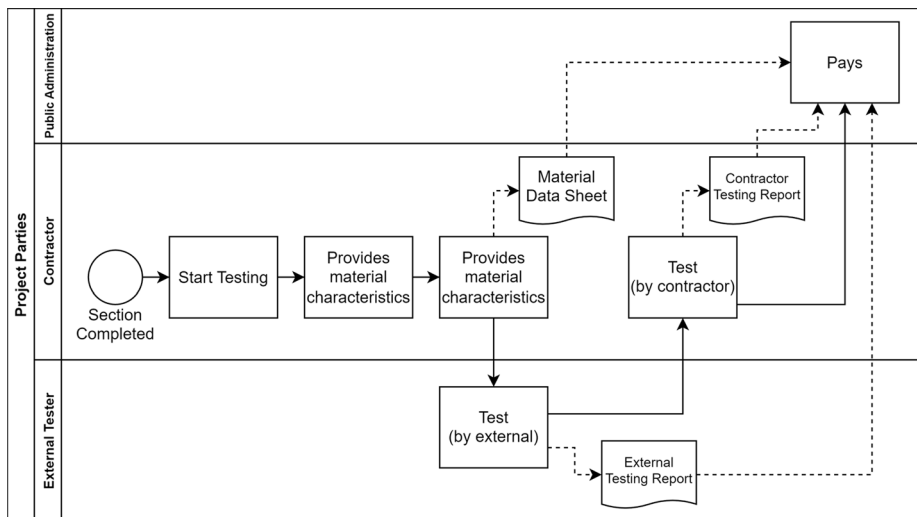 Project Parties
Public Administration
Pays
Contractor
Section
Completed
Start Testing
Provides
material
characteristics
Provides
material
characteristics
Material
Data Sheet
Test
(by contractor)
Contractor
Testing Report
External Tester
Test
(by external)
External
Testing Report